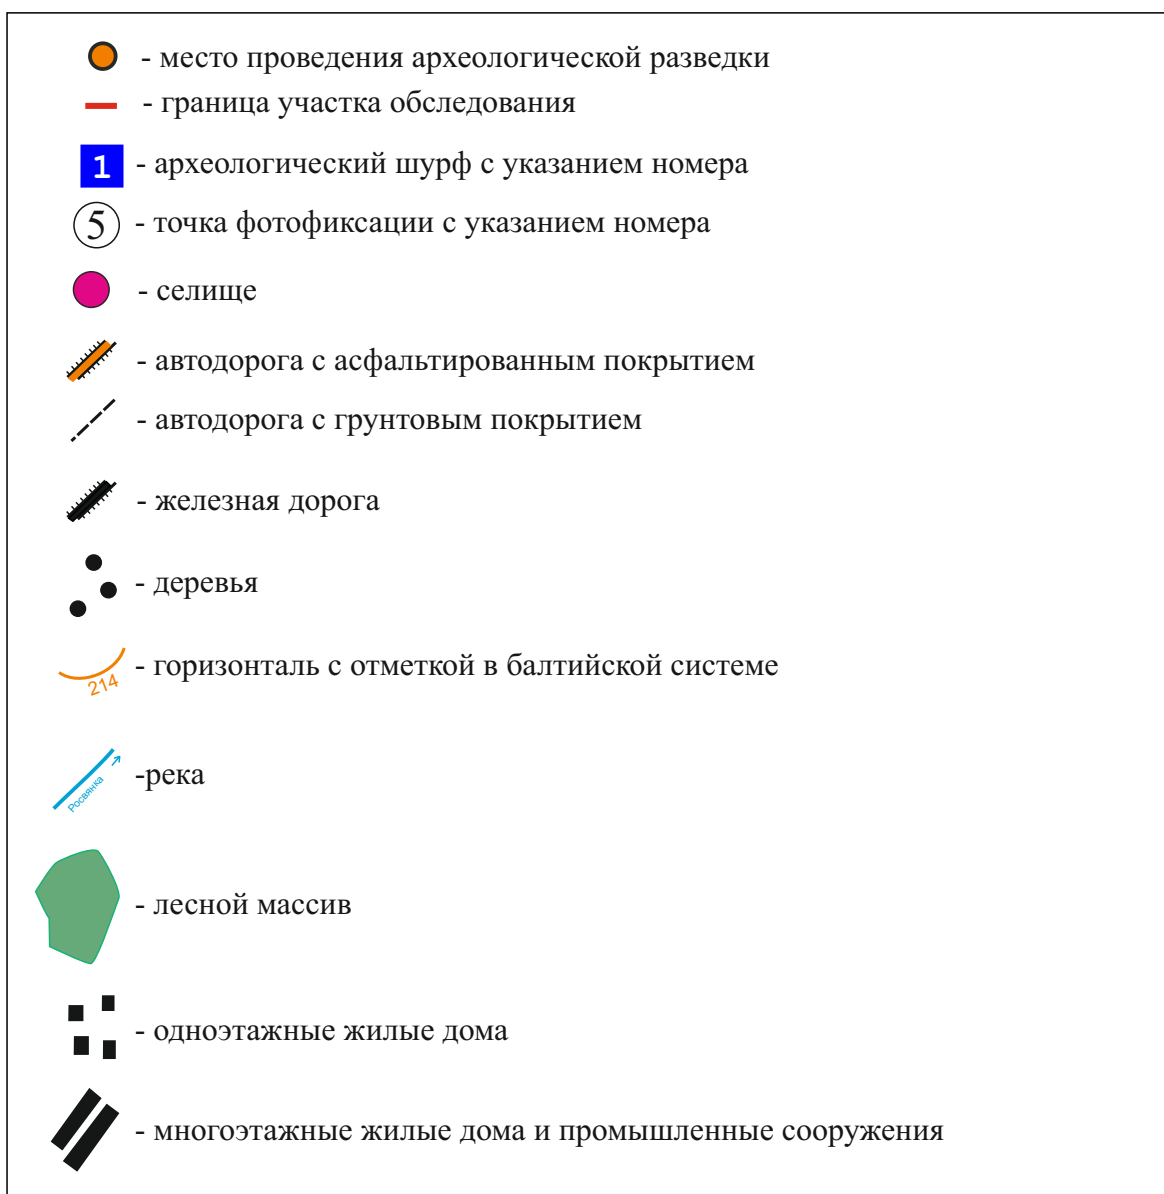 - место проведения археологической разведки
- граница участка обследования
1 - археологический шурф с указанием номера
5 - точка фотофиксации с указанием номера
- селище
- автодорога с асфальтированным покрытием
- автодорога с грунтовым покрытием
- железная дорога
- деревья
214 - горизонталь с отметкой в балтийской системе
Росвянка -река
- лесной массив
- одноэтажные жилые дома
- многоэтажные жилые дома и промышленные сооружения